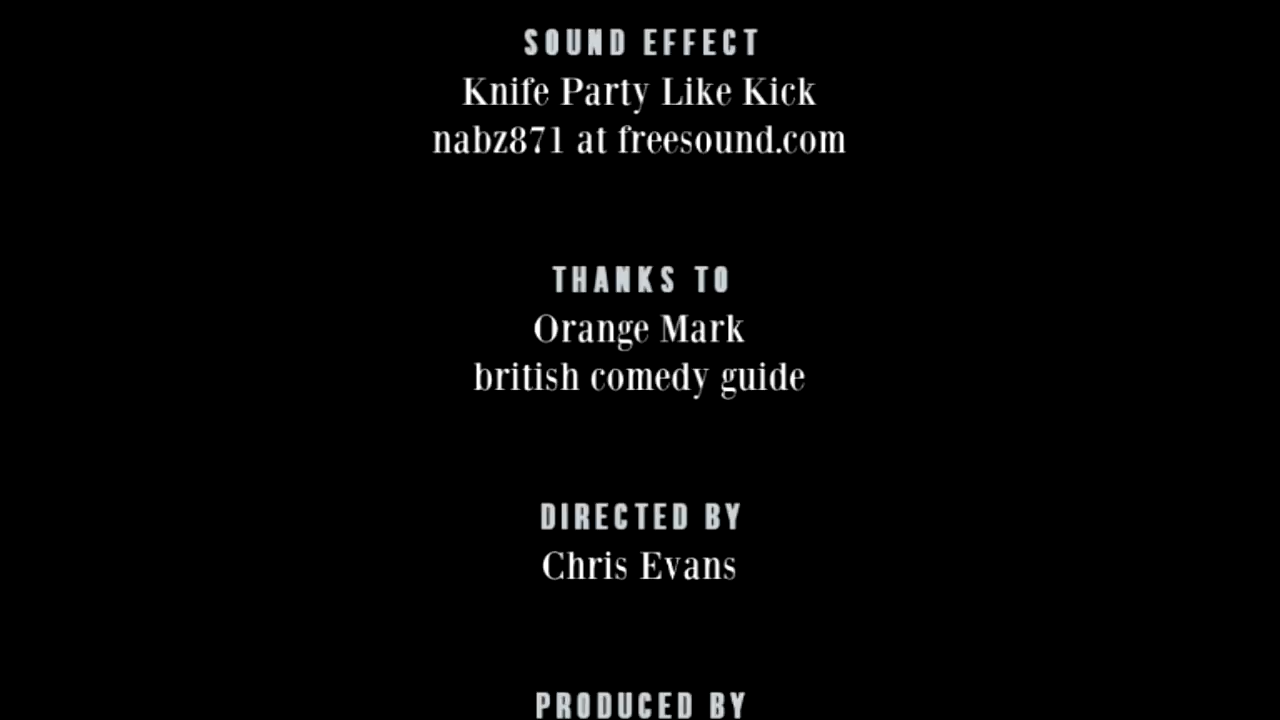 SOUND EFFECT
Knife Party Like Kick
nabz871 at freesound.com
THANKS TO
Orange Mark
british comedy guide
DIRECTED BY
Chris Evans
PRODUCED BY